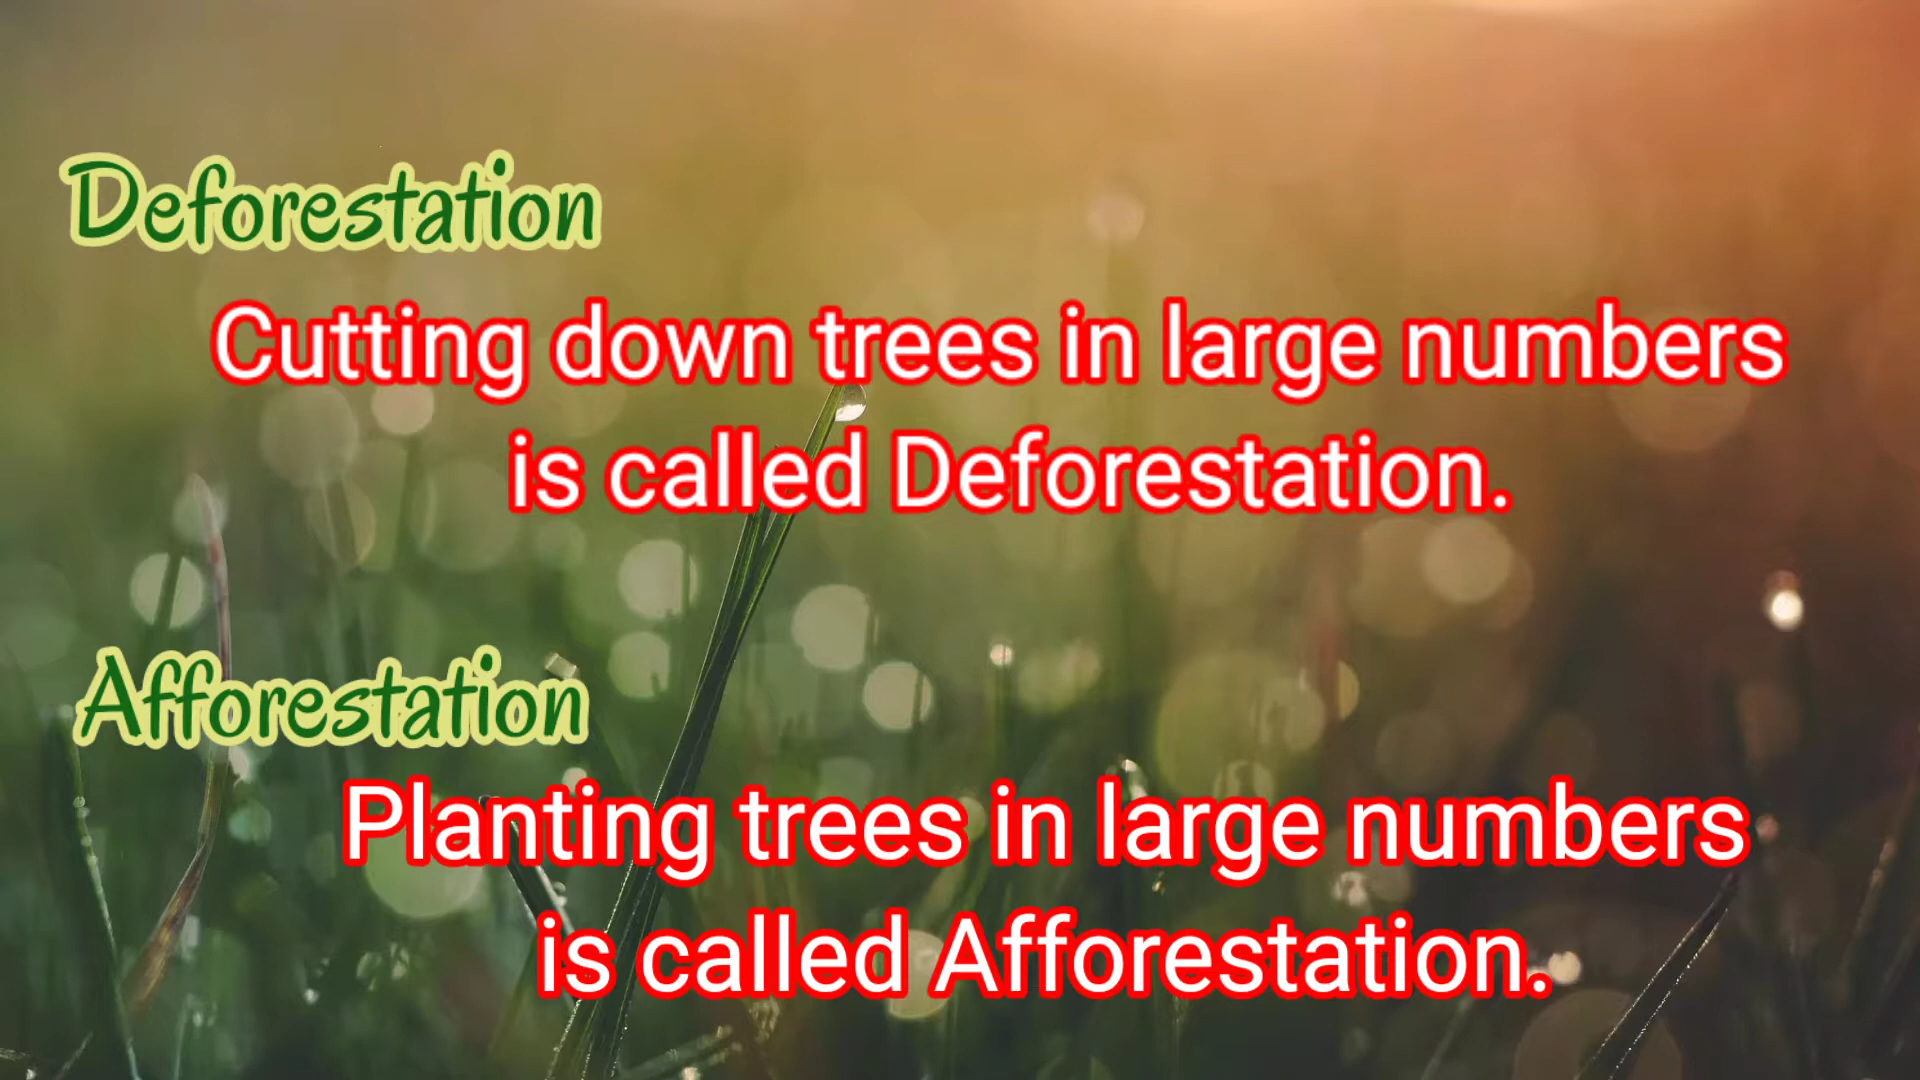 Deforestation
Cutting down trees in large numbers
is called Deforestation.
Afforestation
Planting trees in large numbers
is called Afforestation.